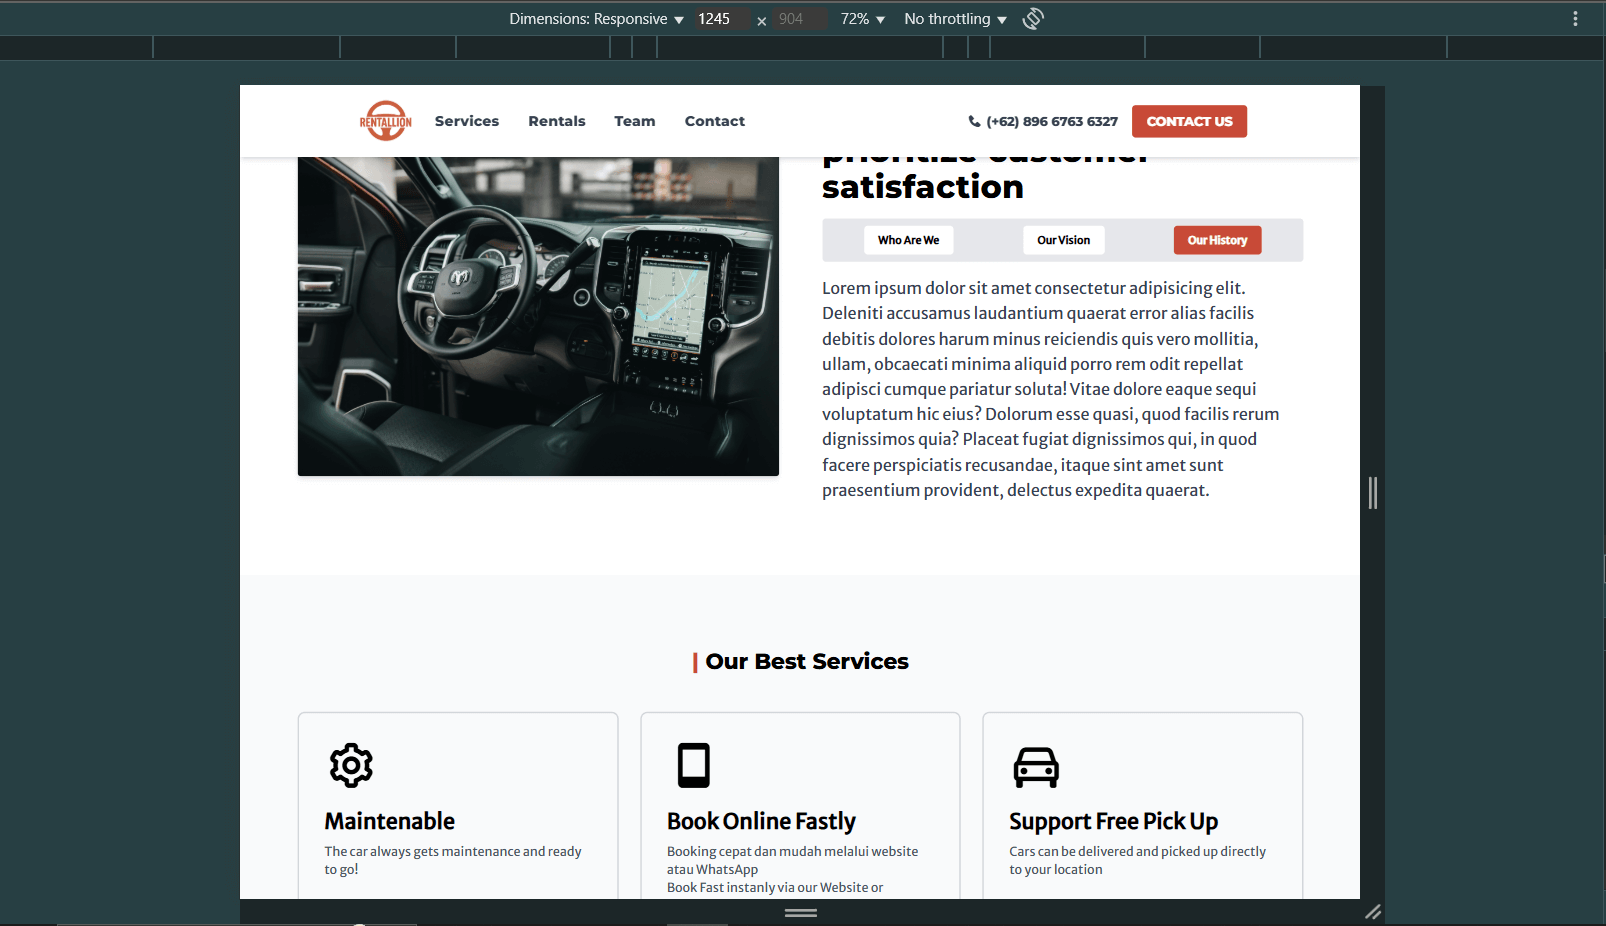 Dimensions: Responsive ▼ 1245 × 904 72% ▼ No throttling ▼
RENTALLION Services Rentals Team Contact (+62) 896 6763 6327 CONTACT US
prioritize customer
satisfaction
Who Are We Our Vision Our History
Lorem ipsum dolor sit amet consectetur adipisicing elit.
Deleniti accusamus laudantium quaerat error alias facilis
debitis dolores harum minus reiciendis quis vero mollitia,
ullam, obcaecati minima aliquid porro rem odit repellat
adipisci cumque pariatur soluta! Vitae dolore eaque sequi
voluptatum hic eius? Dolorum esse quasi, quod facilis rerum
dignissimos quia? Placeat fugiat dignissimos qui, in quod
facere perspiciatis recusandae, itaque sint amet sunt
praesentium provident, delectus expedita quaerat.
Our Best Services
Maintenable
The car always gets maintenance and ready
to go!
Book Online Fastly
Booking cepat dan mudah melalui website
atau WhatsApp
Book Fast instanly via our Website or
Support Free Pick Up
Cars can be delivered and picked up directly
to your location